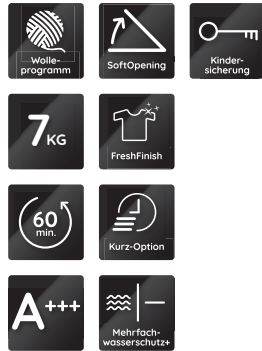 Wolle-
programm
SoftOpening
Kinder-
sicherung
7KG
FreshFinish
60
min.
Kurz-Option
A+++
Mehrfach-
wasserschutz+